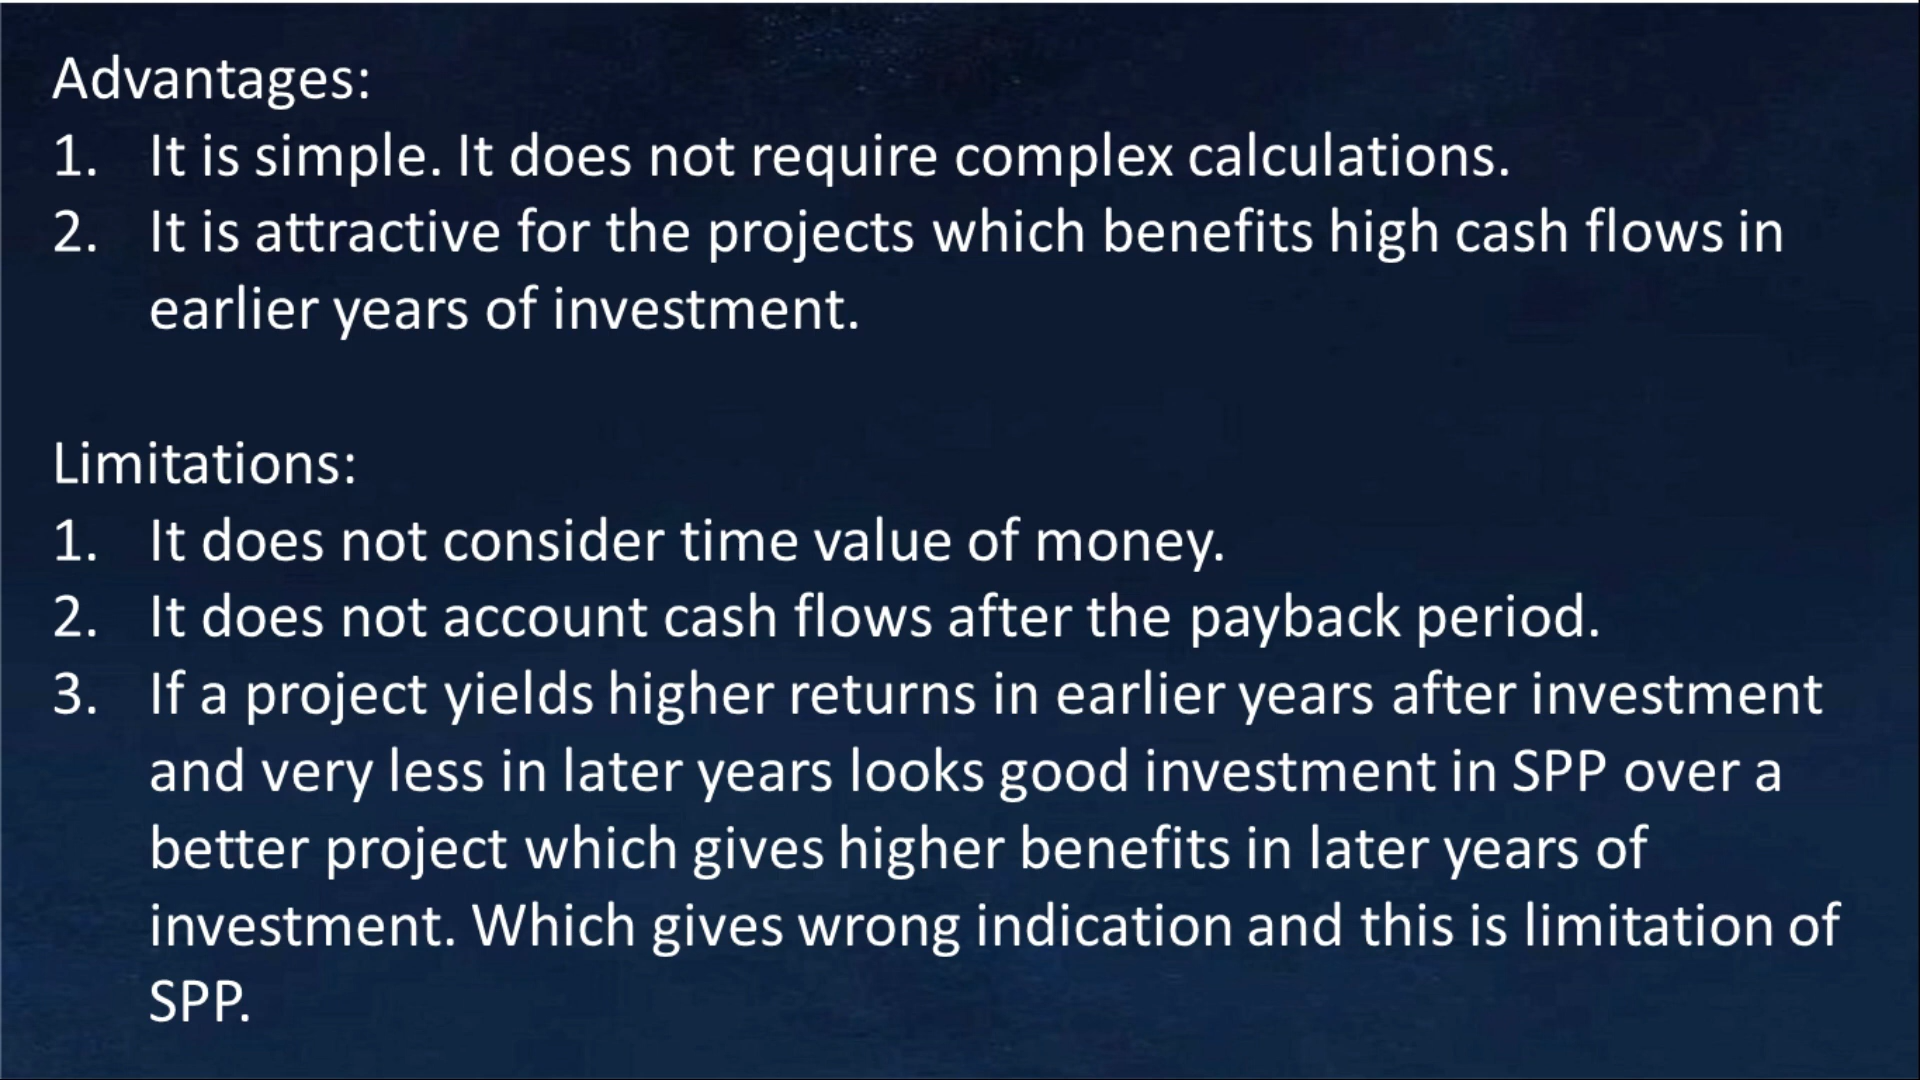 Advantages:
1. It is simple. It does not require complex calculations.
2. It is attractive for the projects which benefits high cash flows in
earlier years of investment.
Limitations:
1. It does not consider time value of money.
2. It does not account cash flows after the payback period.
3. If a project yields higher returns in earlier years after investment
and very less in later years looks good investment in SPP over a
better project which gives higher benefits in later years of
investment. Which gives wrong indication and this is limitation of
SPP.